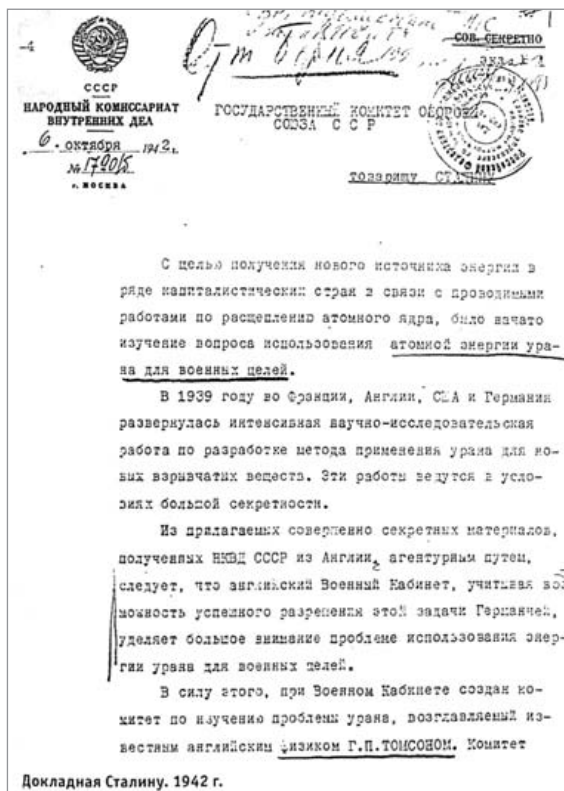 -4
СОВ. СЕКРЕТНО
От Берия
СССР
НАРОДНЫЙ КОМИССАРИАТ
ВНУТРЕННИХ ДЕЛ
6 октября 1942 г.
№ 1720/Б
г. МОСКВА
ГОСУДАРСТВЕННЫЙ КОМИТЕТ ОБОРОНЫ
СОЮЗА ССР
товарищу СТАЛИНУ
С целью получения нового источника энергии в
ряде капиталистических стран в связи с проводимыми
работами по расщеплению атомного ядра, было начато
изучение вопроса использования атомной энергии ура-
на для военных целей.
В 1939 году во Франции, Англии, США и Германии
развернулась интенсивная научно-исследовательская
работа по разработке метода применения урана для но-
вых взрывчатых веществ. Эти работы ведутся в усло-
виях большой секретности.
Из прилагаемых совершенно секретных материалов,
полученных НКВД СССР из Англии, агентурным путем,
следует, что английский Военный Кабинет, учитывая воз
можность успешного разрешения этой задачи Германией,
уделяет большое внимание проблеме использования энер-
гии урана для военных целей.
В силу этого, при Военном Кабинете создан ко-
митет по изучению проблемы урана, возглавляемый из-
вестным английским физиком Г.П.ТОМСОНОМ. Комитет
Докладная Сталину. 1942 г.